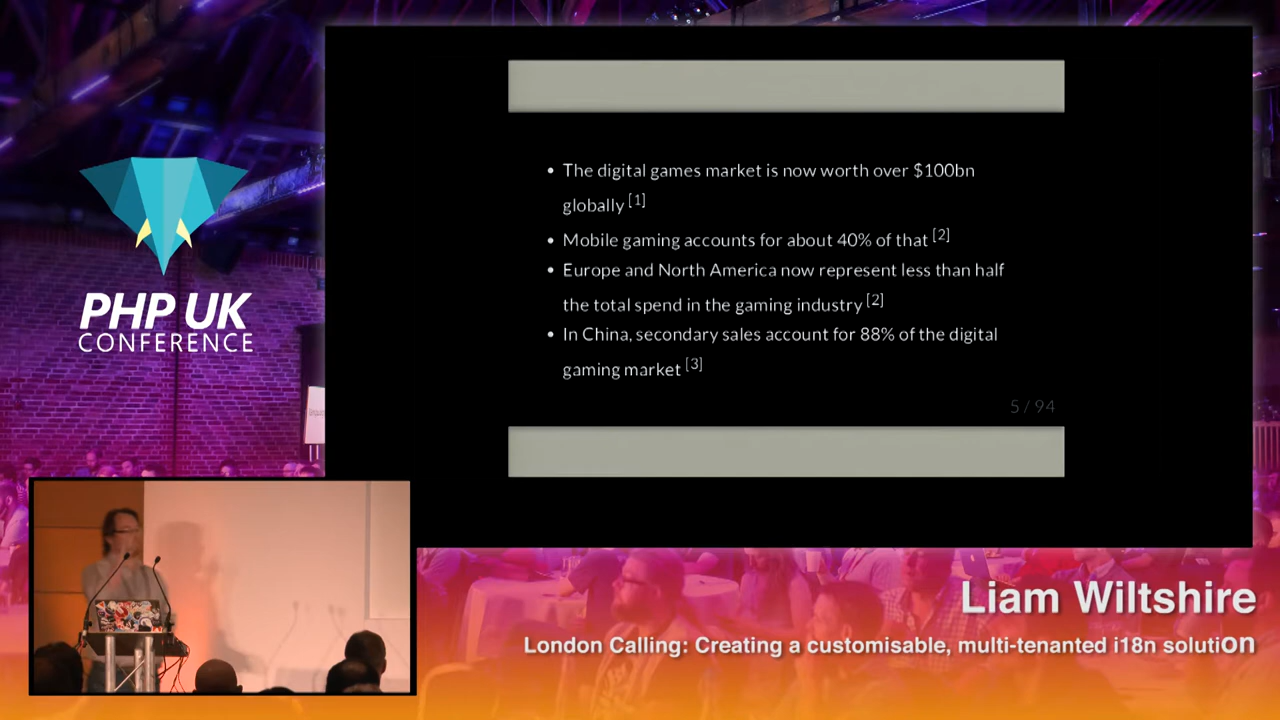 The digital games market is now worth over $100bn
globally [1]
Mobile gaming accounts for about 40% of that [2]
Europe and North America now represent less than half
the total spend in the gaming industry [2]
In China, secondary sales account for 88% of the digital
gaming market [3]
5 / 94
PHP UK
CONFERENCE
Liam Wiltshire
London Calling: Creating a customisable, multi-tenanted i18n solution